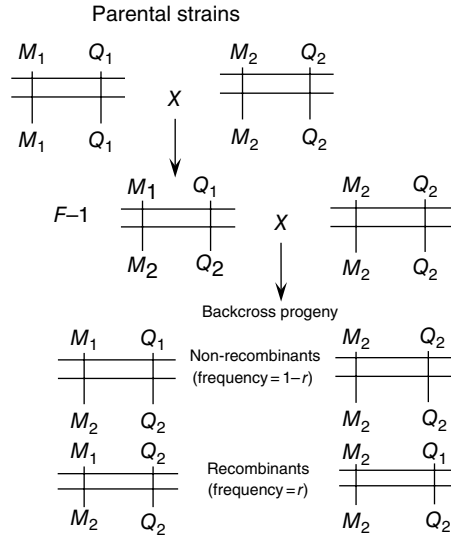 Parental strains
M₁ Q₁ M₂ Q₂
X
M₁ Q₁ M₂ Q₂
M₁ Q₁ M₂ Q₂
F–1 X
M₂ Q₂ M₂ Q₂
Backcross progeny
M₁ Q₁ Non-recombinants M₂ Q₂
(frequency = 1–r)
M₂ Q₂ M₂ Q₂
M₁ Q₂ Recombinants M₂ Q₁
(frequency = r)
M₂ Q₂ M₂ Q₂